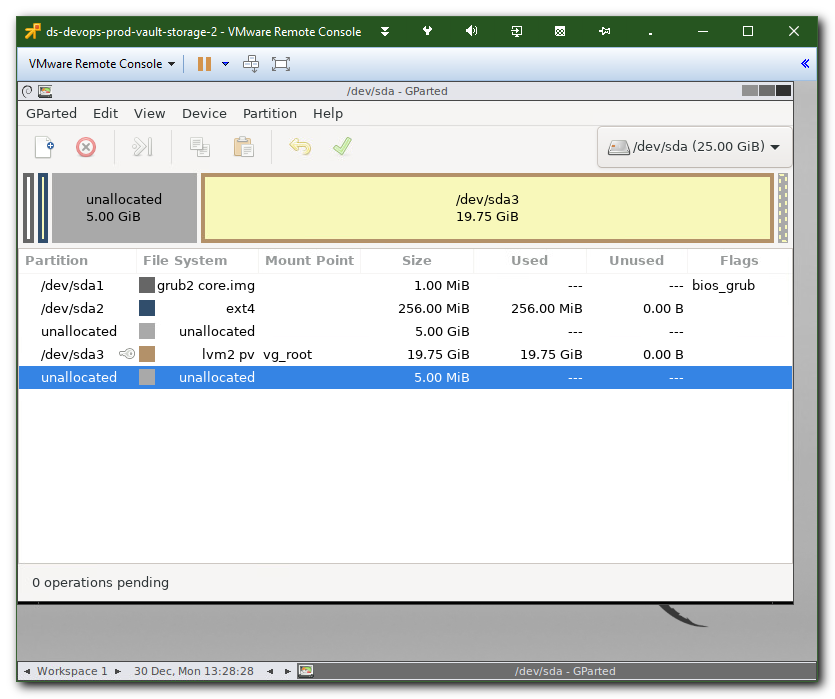 ds-devops-prod-vault-storage-2 - VMware Remote Console
VMware Remote Console
/dev/sda - GParted
GParted Edit View Device Partition Help
/dev/sda (25.00 GiB)
unallocated
5.00 GiB
/dev/sda3
19.75 GiB
Partition File System Mount Point Size Used Unused Flags
/dev/sda1 grub2 core.img 1.00 MiB --- --- bios_grub
/dev/sda2 ext4 256.00 MiB 256.00 MiB 0.00 B
unallocated unallocated 5.00 GiB --- ---
/dev/sda3 lvm2 pv vg_root 19.75 GiB 19.75 GiB 0.00 B
unallocated unallocated 5.00 MiB --- ---
0 operations pending
Workspace 1 30 Dec, Mon 13:28:28 /dev/sda - GParted